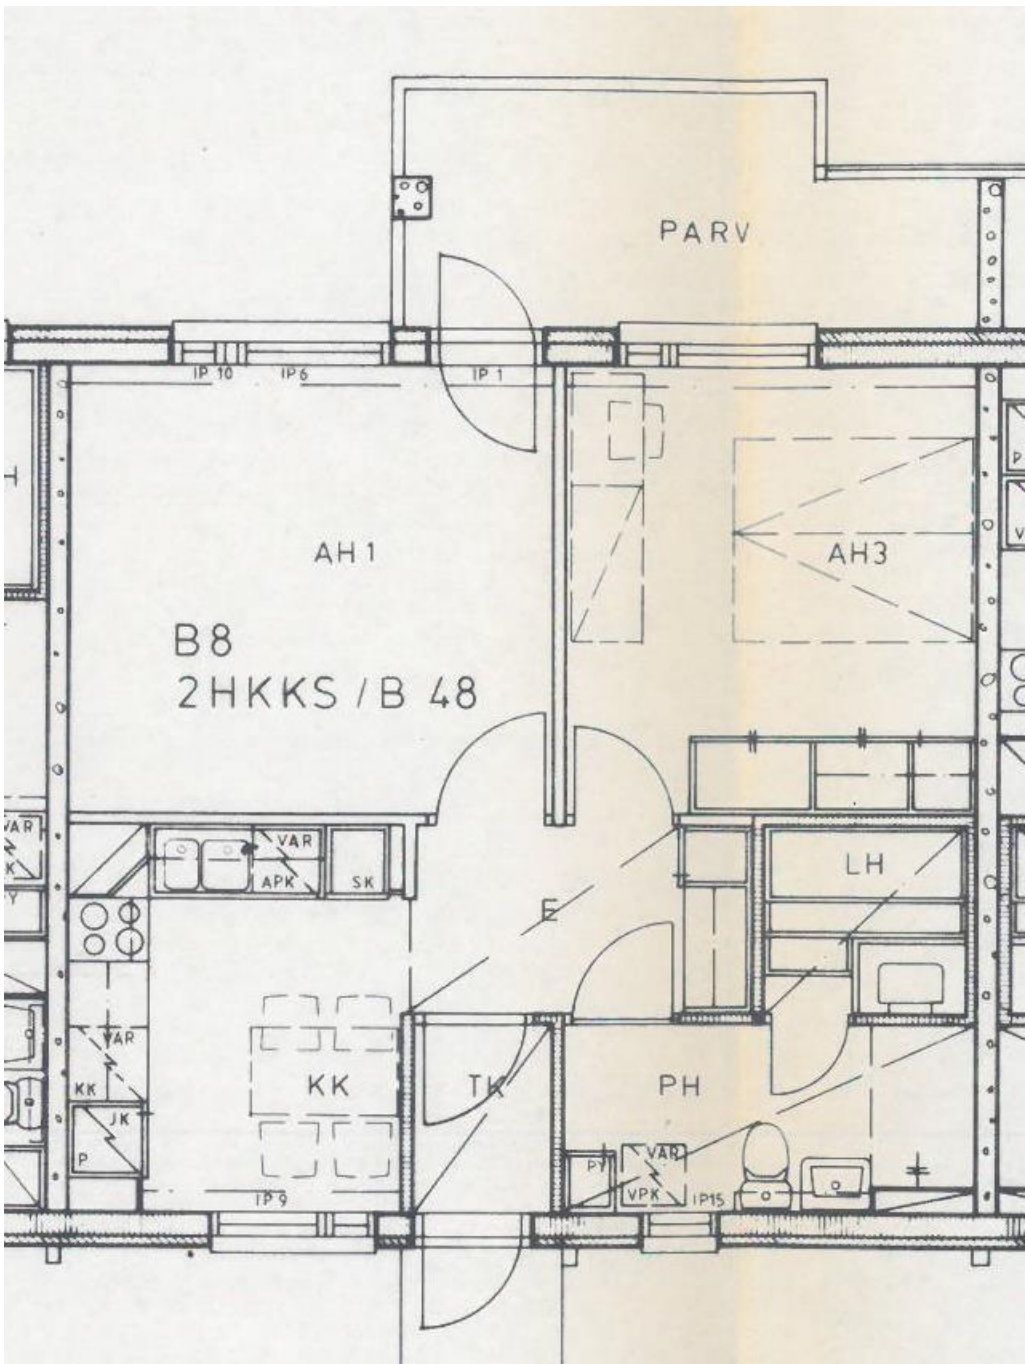 PARV
IP 10
IP6
IP 1
AH 1
AH3
B8
2HKKS / B 48
VAR
APK
SK
LH
E
VAR
KK
JK
P
KK
TK
PH
PY
VAR
VPK
IP15
IP9
VAR
K
Y
P
V